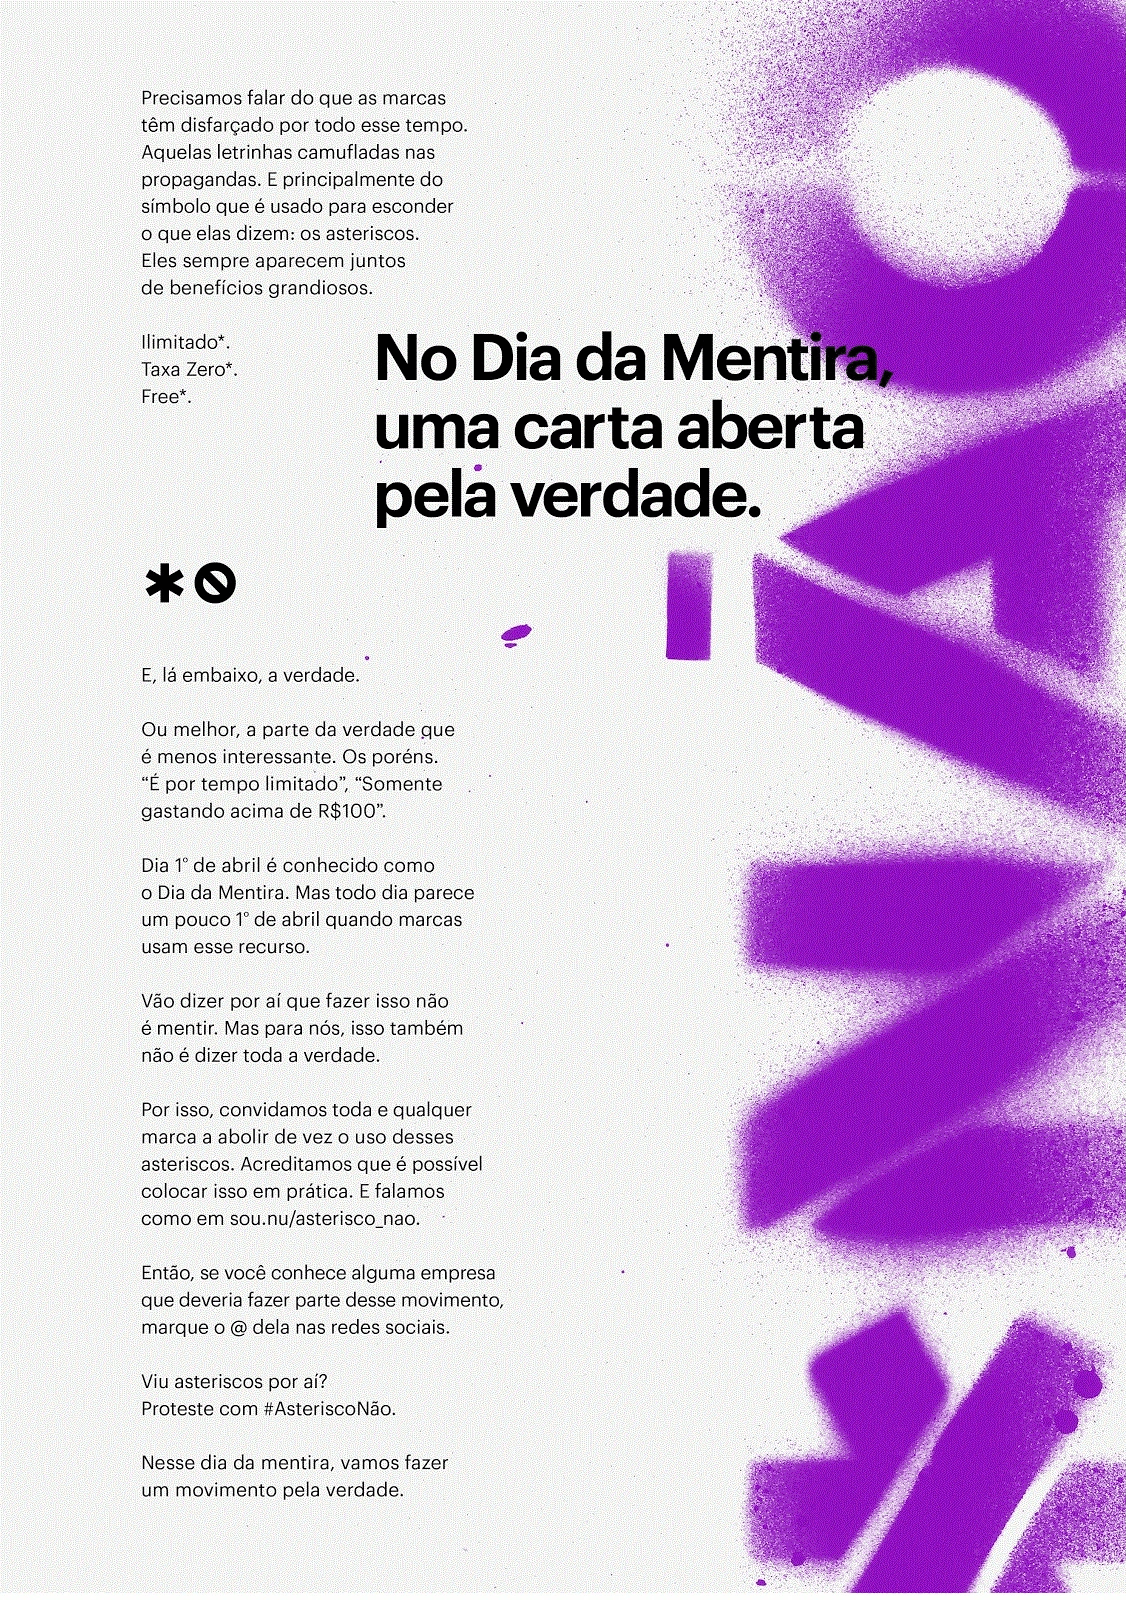 Precisamos falar do que as marcas
têm disfarçado por todo esse tempo.
Aquelas letrinhas camufladas nas
propagandas. E principalmente do
símbolo que é usado para esconder
o que elas dizem: os asteriscos.
Eles sempre aparecem juntos
de benefícios grandiosos.
Ilimitado*.
Taxa Zero*.
Free*.
No Dia da Mentira,
uma carta aberta
pela verdade.
E, lá embaixo, a verdade.
Ou melhor, a parte da verdade que
é menos interessante. Os poréns.
“É por tempo limitado”, “Somente
gastando acima de R$100”.
Dia 1° de abril é conhecido como
o Dia da Mentira. Mas todo dia parece
um pouco 1° de abril quando marcas
usam esse recurso.
Vão dizer por aí que fazer isso não
é mentir. Mas para nós, isso também
não é dizer toda a verdade.
Por isso, convidamos toda e qualquer
marca a abolir de vez o uso desses
asteriscos. Acreditamos que é possível
colocar isso em prática. E falamos
como em sou.nu/asterisco_nao.
Então, se você conhece alguma empresa
que deveria fazer parte desse movimento,
marque o @ dela nas redes sociais.
Viu asteriscos por aí?
Proteste com #AsteriscoNão.
Nesse dia da mentira, vamos fazer
um movimento pela verdade.
*NÃO